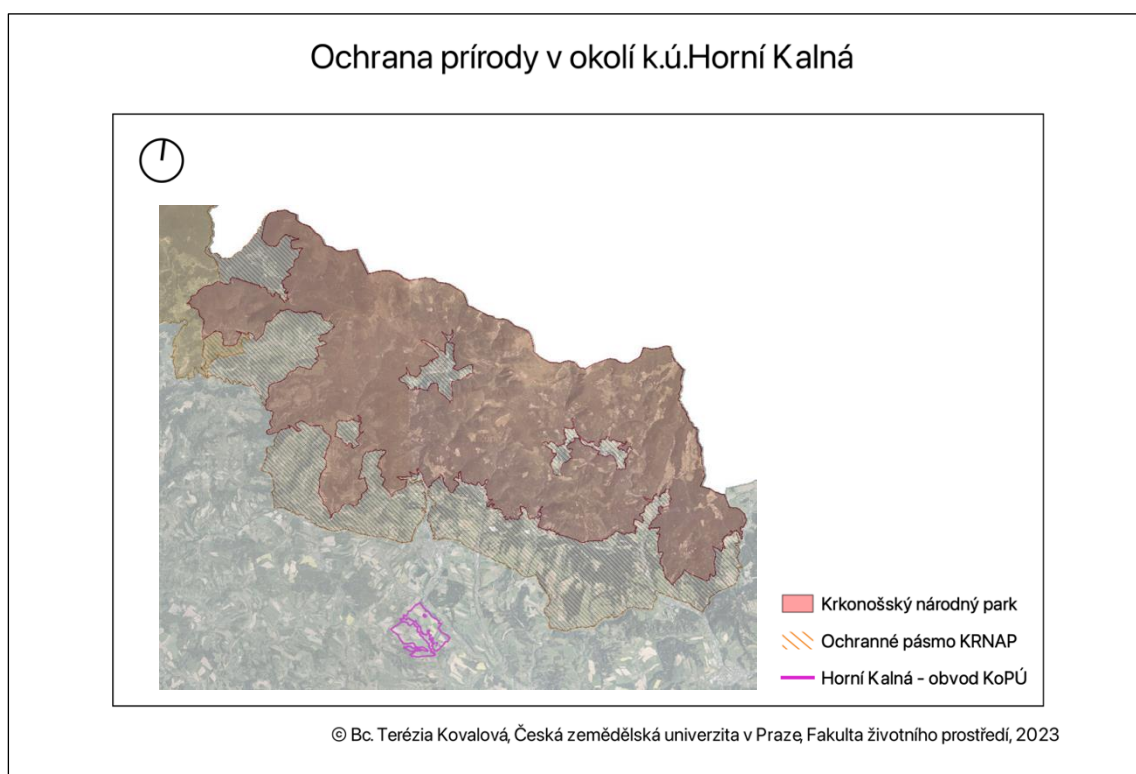 Ochrana prírody v okolí k.ú.Horní Kalná
Krkonošský národný park
Ochranné pásmo KRNAP
Horní Kalná - obvod KoPÚ
© Bc. Terézia Kovalová, Česká zemědělská univerzita v Praze, Fakulta životního prostředí, 2023